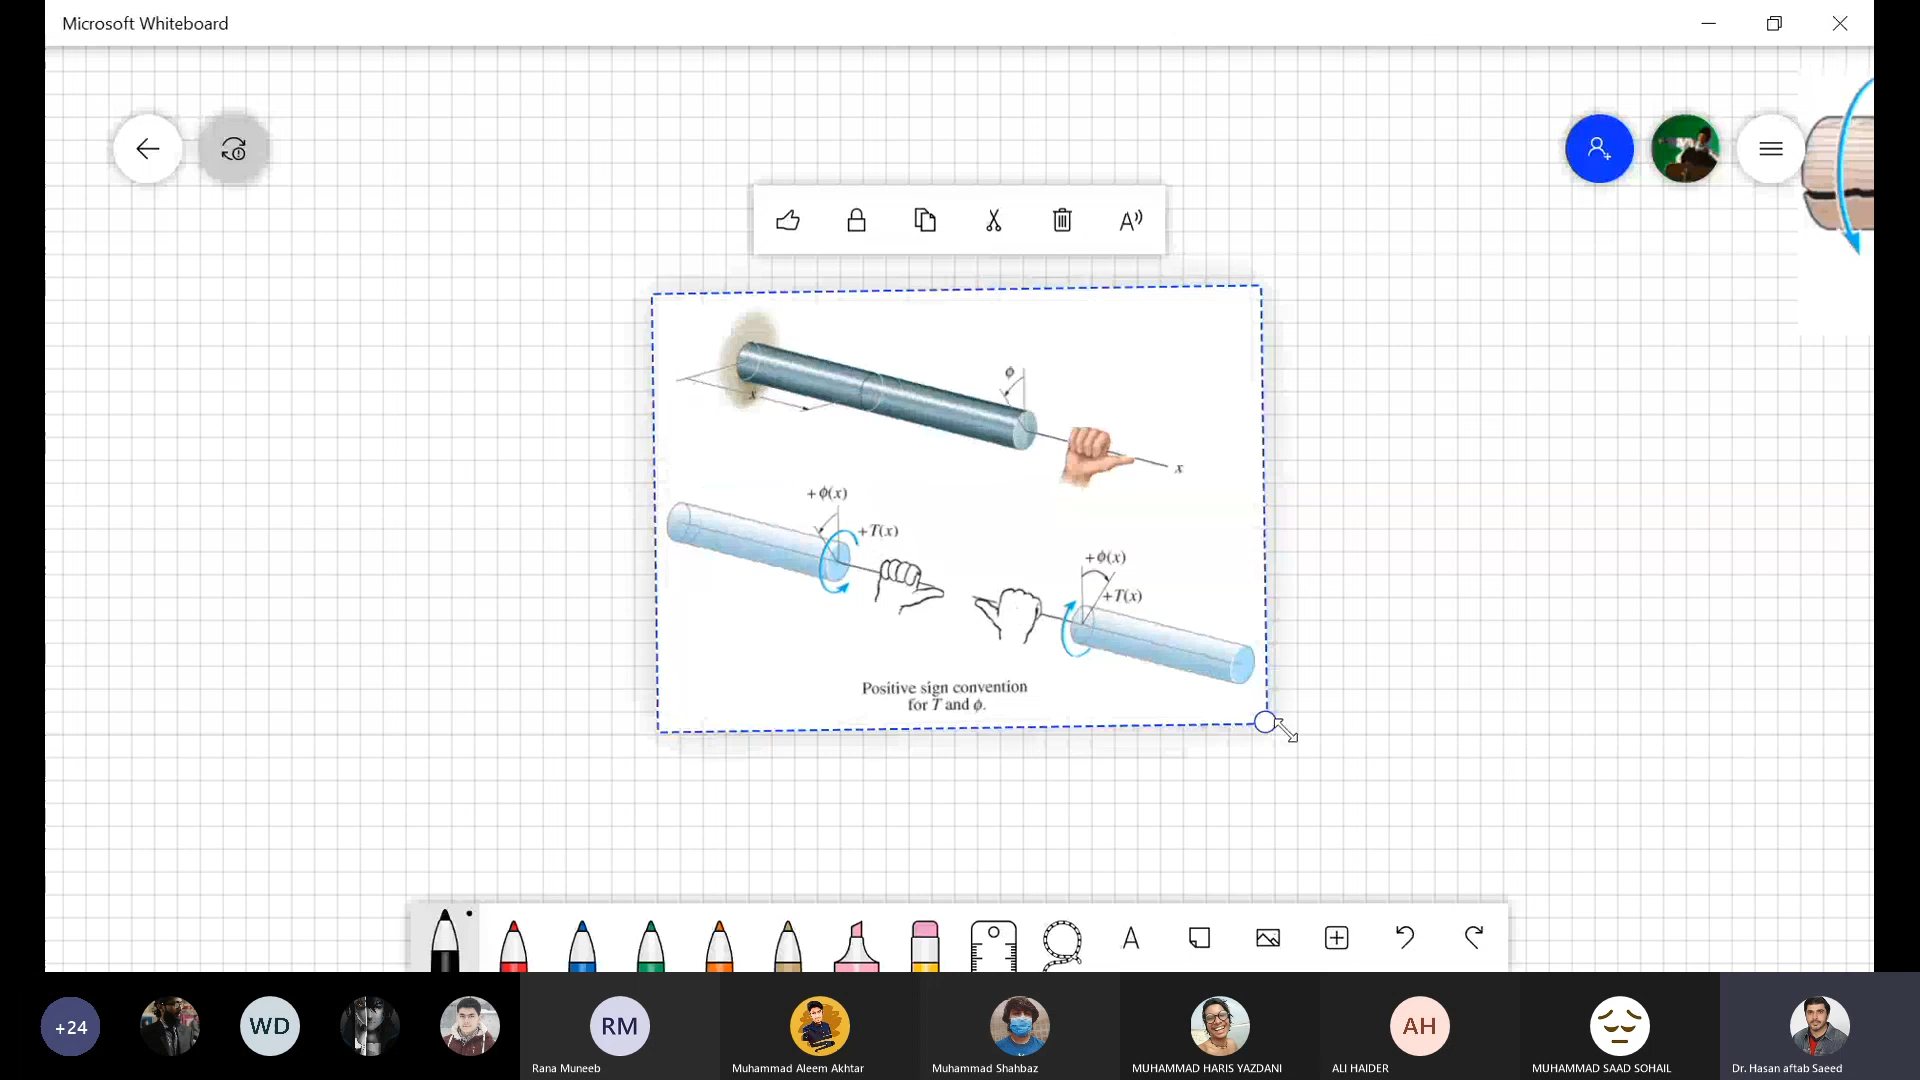 Microsoft Whiteboard
ϕ
x
x
+ϕ(x)
+T(x)
+ϕ(x)
+T(x)
Positive sign convention
for T and ϕ.
+24
WD
RM
AH
Rana Muneeb
Muhammad Aleem Akhtar
Muhammad Shahbaz
MUHAMMAD HARIS YAZDANI
ALI HAIDER
MUHAMMAD SAAD SOHAIL
Dr. Hasan aftab Saeed